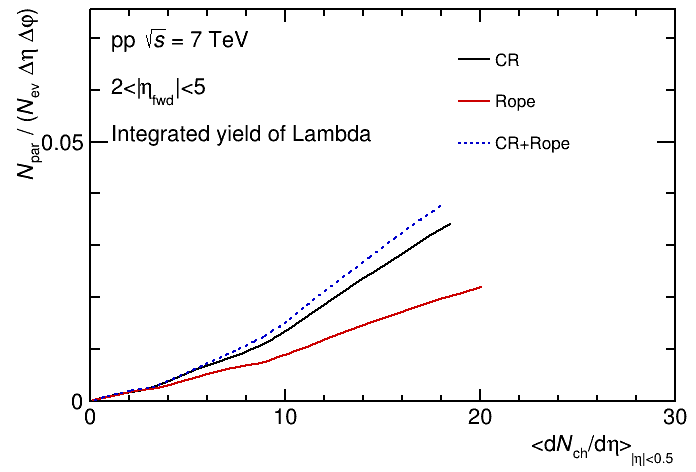 pp √s = 7 TeV
2<|η_fwd|<5
Integrated yield of Lambda
CR
Rope
CR+Rope
N_par / (N_ev Δη Δφ)
0.05
0
0 10 20 30
<dN_ch/dη>_|η|<0.5